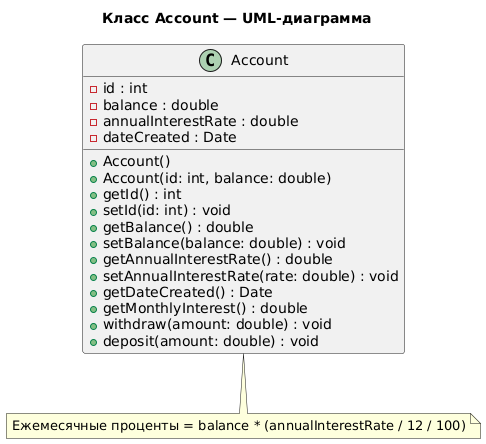 Класс Account — UML-диаграмма
C Account
id : int
balance : double
annualInterestRate : double
dateCreated : Date
Account()
Account(id: int, balance: double)
getId() : int
setId(id: int) : void
getBalance() : double
setBalance(balance: double) : void
getAnnualInterestRate() : double
setAnnualInterestRate(rate: double) : void
getDateCreated() : Date
getMonthlyInterest() : double
withdraw(amount: double) : void
deposit(amount: double) : void
Ежемесячные проценты = balance * (annualInterestRate / 12 / 100)